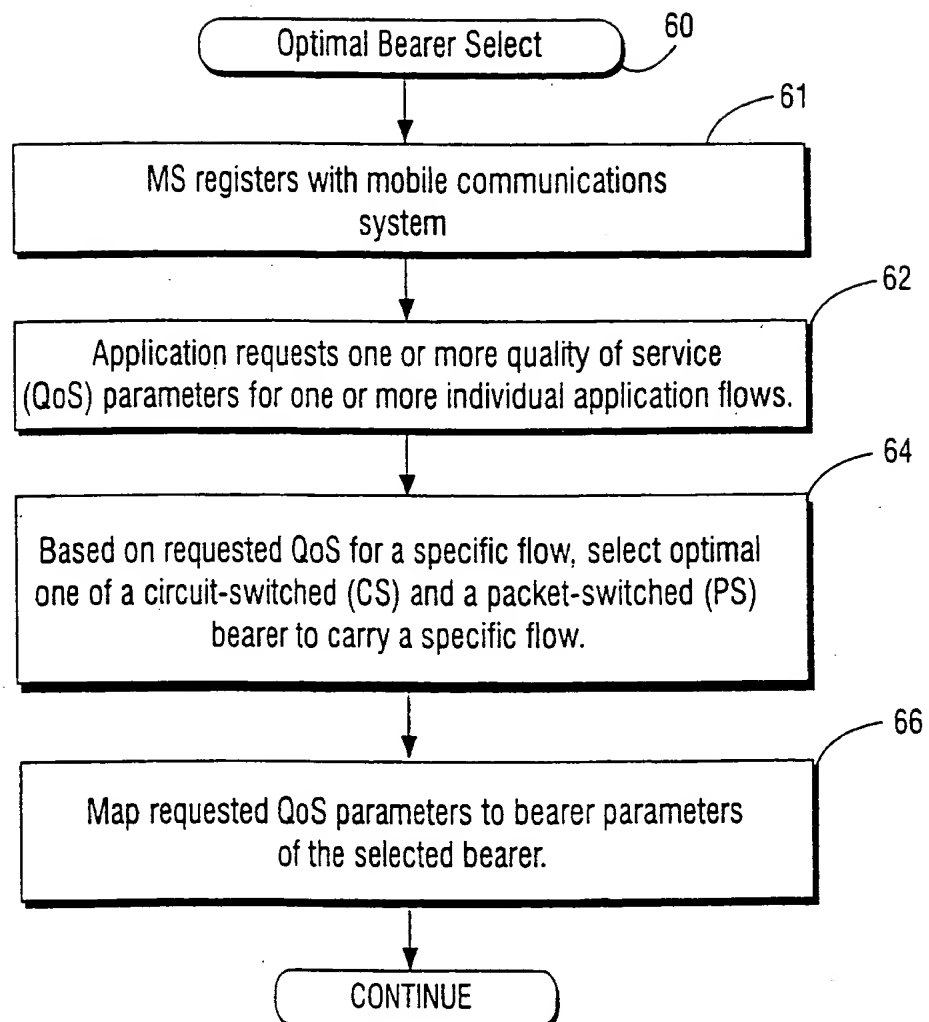 Optimal Bearer Select
60
61
MS registers with mobile communications
system
62
Application requests one or more quality of service
(QoS) parameters for one or more individual application flows.
64
Based on requested QoS for a specific flow, select optimal
one of a circuit-switched (CS) and a packet-switched (PS)
bearer to carry a specific flow.
66
Map requested QoS parameters to bearer parameters
of the selected bearer.
CONTINUE